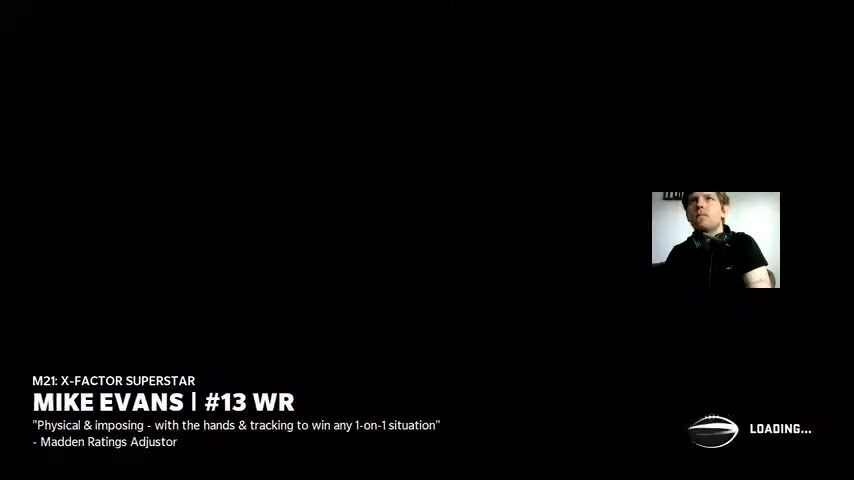 M21: X-FACTOR SUPERSTAR
MIKE EVANS | #13 WR
"Physical & imposing - with the hands & tracking to win any 1-on-1 situation"
- Madden Ratings Adjustor
LOADING...